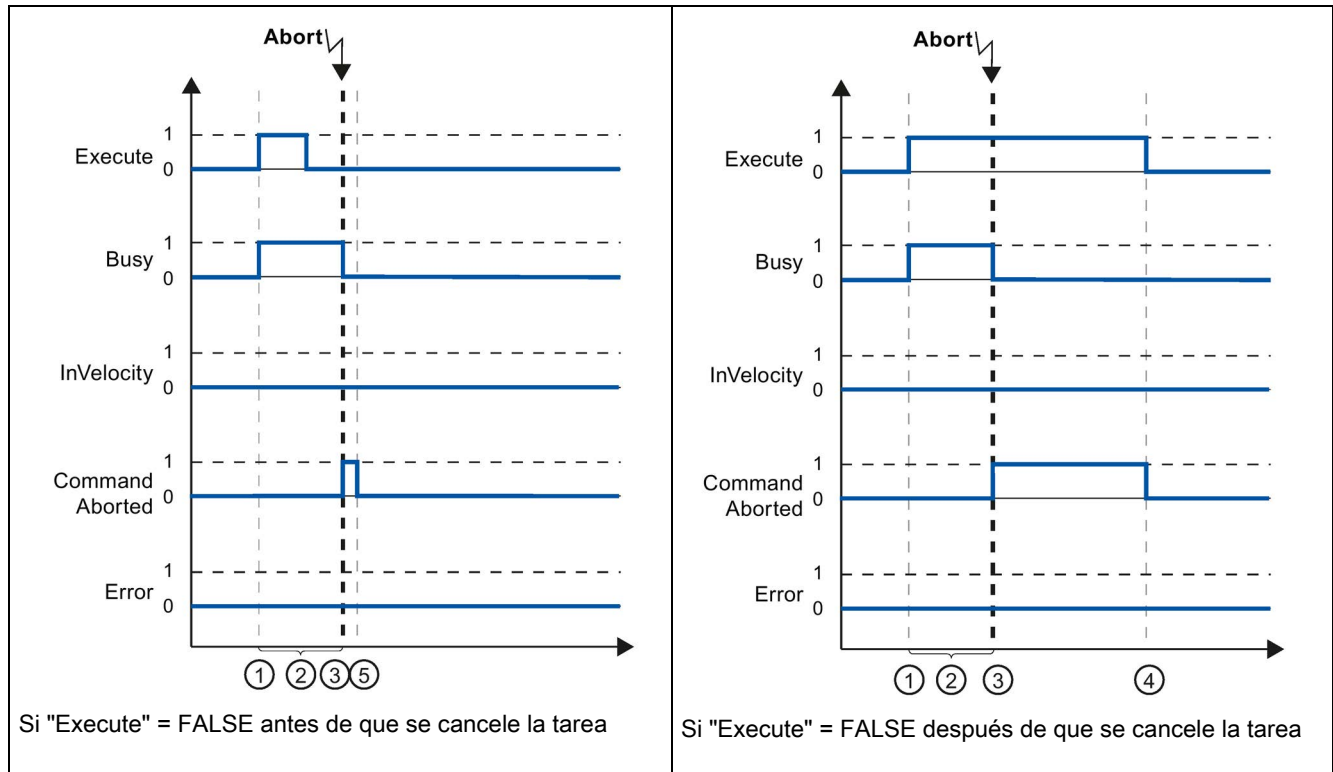 Abort
1
Execute
0
1
Busy
0
1
InVelocity
0
1
Command
Aborted
0
1
Error
0
1 2 3 5
Si "Execute" = FALSE antes de que se cancele la tarea
Abort
1
Execute
0
1
Busy
0
1
InVelocity
0
1
Command
Aborted
0
1
Error
0
1 2 3 4
Si "Execute" = FALSE después de que se cancele la tarea